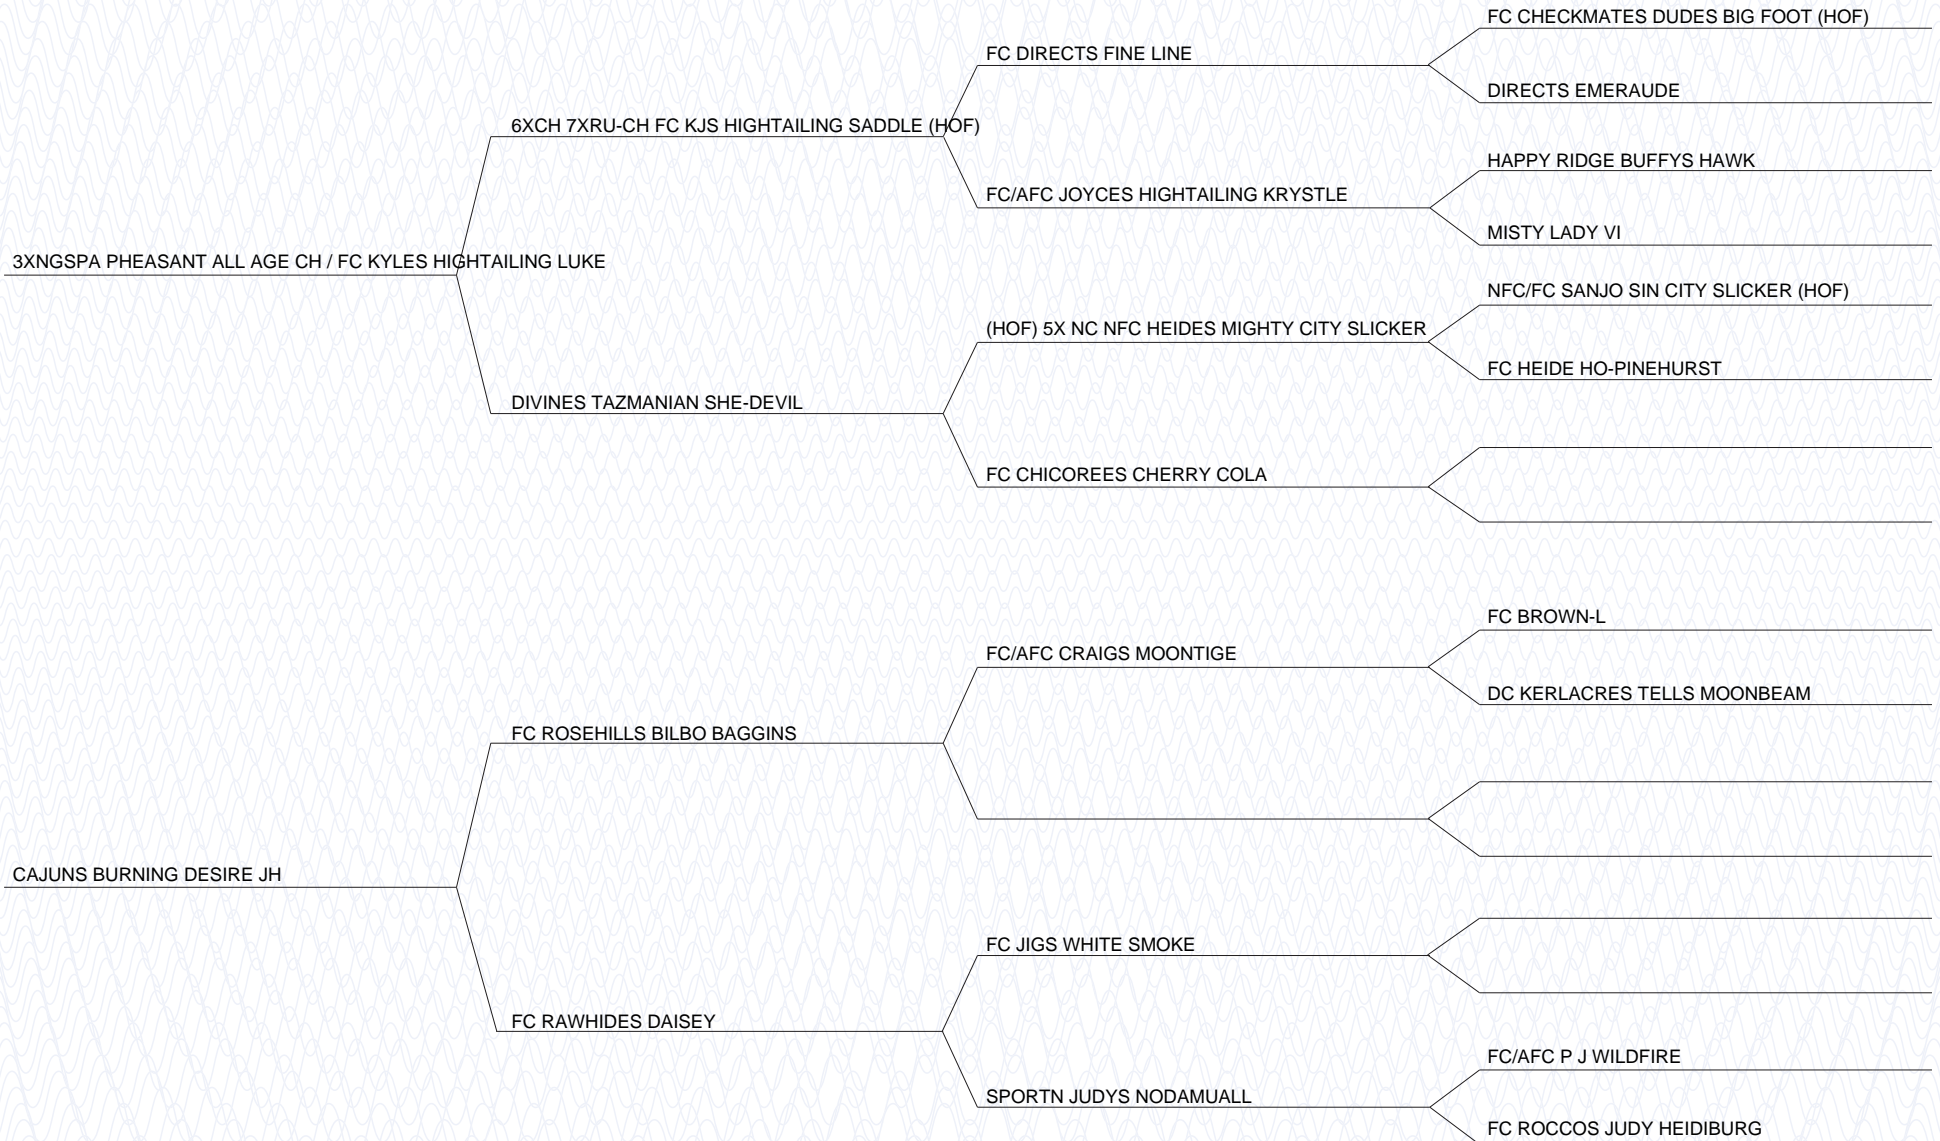 FC CHECKMATES DUDES BIG FOOT (HOF)
FC DIRECTS FINE LINE
DIRECTS EMERAUDE
6XCH 7XRU-CH FC KJS HIGHTAILING SADDLE (HOF)
HAPPY RIDGE BUFFYS HAWK
FC/AFC JOYCES HIGHTAILING KRYSTLE
MISTY LADY VI
3XNGSPA PHEASANT ALL AGE CH / FC KYLES HIGHTAILING LUKE
NFC/FC SANJO SIN CITY SLICKER (HOF)
(HOF) 5X NC NFC HEIDES MIGHTY CITY SLICKER
FC HEIDE HO-PINEHURST
DIVINES TAZMANIAN SHE-DEVIL
FC CHICOREES CHERRY COLA
FC BROWN-L
FC/AFC CRAIGS MOONTIGE
DC KERLACRES TELLS MOONBEAM
FC ROSEHILLS BILBO BAGGINS
CAJUNS BURNING DESIRE JH
FC JIGS WHITE SMOKE
FC RAWHIDES DAISEY
FC/AFC P J WILDFIRE
SPORTN JUDYS NODAMUALL
FC ROCCOS JUDY HEIDIBURG